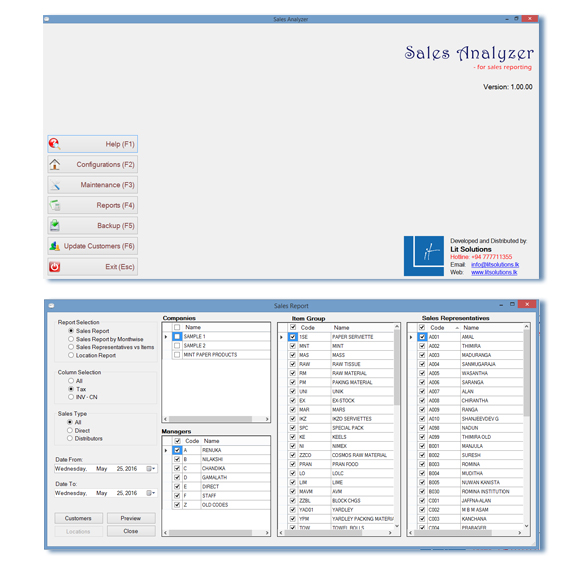 Sales Analyzer
Sales Analyzer
- for sales reporting
Version: 1.00.00
Help (F1)
Configurations (F2)
Maintenance (F3)
Reports (F4)
Backup (F5)
Update Customers (F6)
Exit (Esc)
it
Developed and Distributed by:
Lit Solutions
Hotline +94 777711355
Email: info@litsolutions.lk
Web: www.litsolutions.lk
Sales Report
Report Selection
Sales Report
Sales Report by Monthwise
Sales Representatives vs Items
Location Report
Column Selection
All
Tax
INV - CN
Sales Type
All
Direct
Distributors
Date From:
Wednesday, May 25, 2016
Date To:
Wednesday, May 25, 2016
Customers Preview
Locations Close
Companies
Name
SAMPLE 1
SAMPLE 2
MINT PAPER PRODUCTS
Managers
Code Name
A RENUKA
B NILAKSHI
C CHANDIKA
D GAMALATH
E DIRECT
F STAFF
Z OLD CODES
Item Group
Code Name
1SE PAPER SERVIETTE
MNT MINT
MAS MASS
RAW RAW TISSUE
RM RAW MATERIAL
PM PAKING MATERIAL
UNI UNIK
EX EX-STOCK
MAR MARS
IKZ IKZO SERVIETTES
SPC SPECIAL PACK
KE KEELS
NI NIMEX
ZZCO COSMOS RAW MATERIAL
PRAN PRAN FOOD
LO LOLC
LIM LIME
MAVM AVM
ZZBL BLOCK CHGS
YAD01 YARDLEY
YPM YARDLEY PACKING MATERI
TOW TOWEL ROLLS
Sales Representatives
Code Name
A001 AMAL
A002 THIMIRA
A003 MADURANGA
A004 SANMUGARAJA
A005 WASANTHA
A006 SARANGA
A007 ALAN
A008 CHIRANTHA
A009 RANGA
A010 SHANJEEVDEV G
A098 NADUN
A099 THIMIRA OLD
B001 MANJULA
B002 SURESH
B003 ROMINA
B004 MUDITHA
B005 NUWAN KANISTA
B030 ROMINA INSTITUTION
C001 JAFFNA-ALAN
C002 M B M ASAM
C003 KANCHANA
C004 PRABAGER